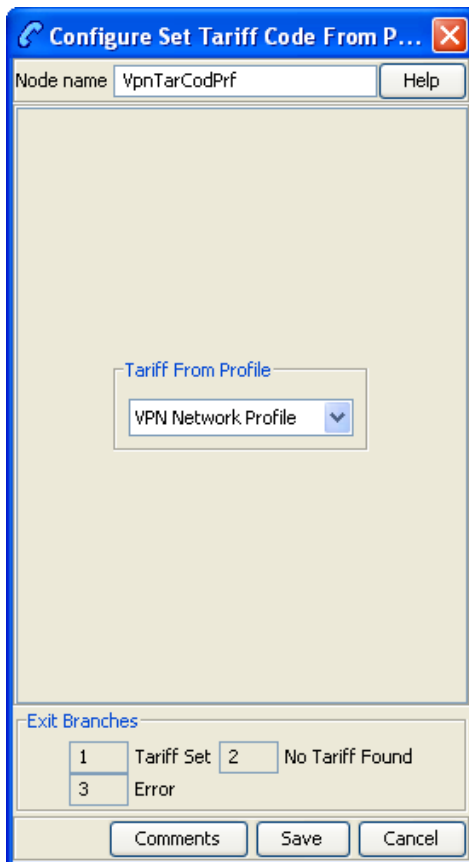 Configure Set Tariff Code From P...
Node name VpnTarCodPrf Help
Tariff From Profile
VPN Network Profile
Exit Branches
1 Tariff Set 2 No Tariff Found
3 Error
Comments Save Cancel